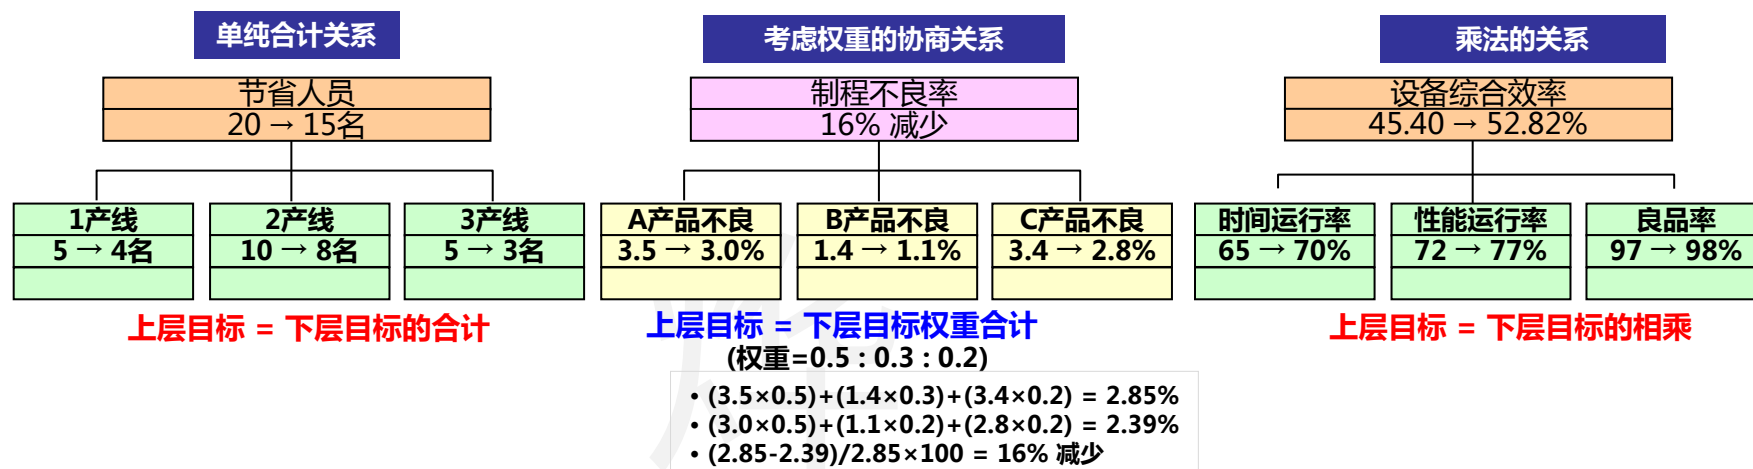 单纯合计关系
节省人员
20 → 15名
1产线
5 → 4名
2产线
10 → 8名
3产线
5 → 3名
上层目标 = 下层目标的合计
考虑权重的协商关系
制程不良率
16% 减少
A产品不良
3.5 → 3.0%
B产品不良
1.4 → 1.1%
C产品不良
3.4 → 2.8%
上层目标 = 下层目标权重合计
(权重=0.5 : 0.3 : 0.2)
• (3.5×0.5)+(1.4×0.3)+(3.4×0.2) = 2.85%
• (3.0×0.5)+(1.1×0.2)+(2.8×0.2) = 2.39%
• (2.85-2.39)/2.85×100 = 16% 减少
乘法的关系
设备综合效率
45.40 → 52.82%
时间运行率
65 → 70%
性能运行率
72 → 77%
良品率
97 → 98%
上层目标 = 下层目标的相乘